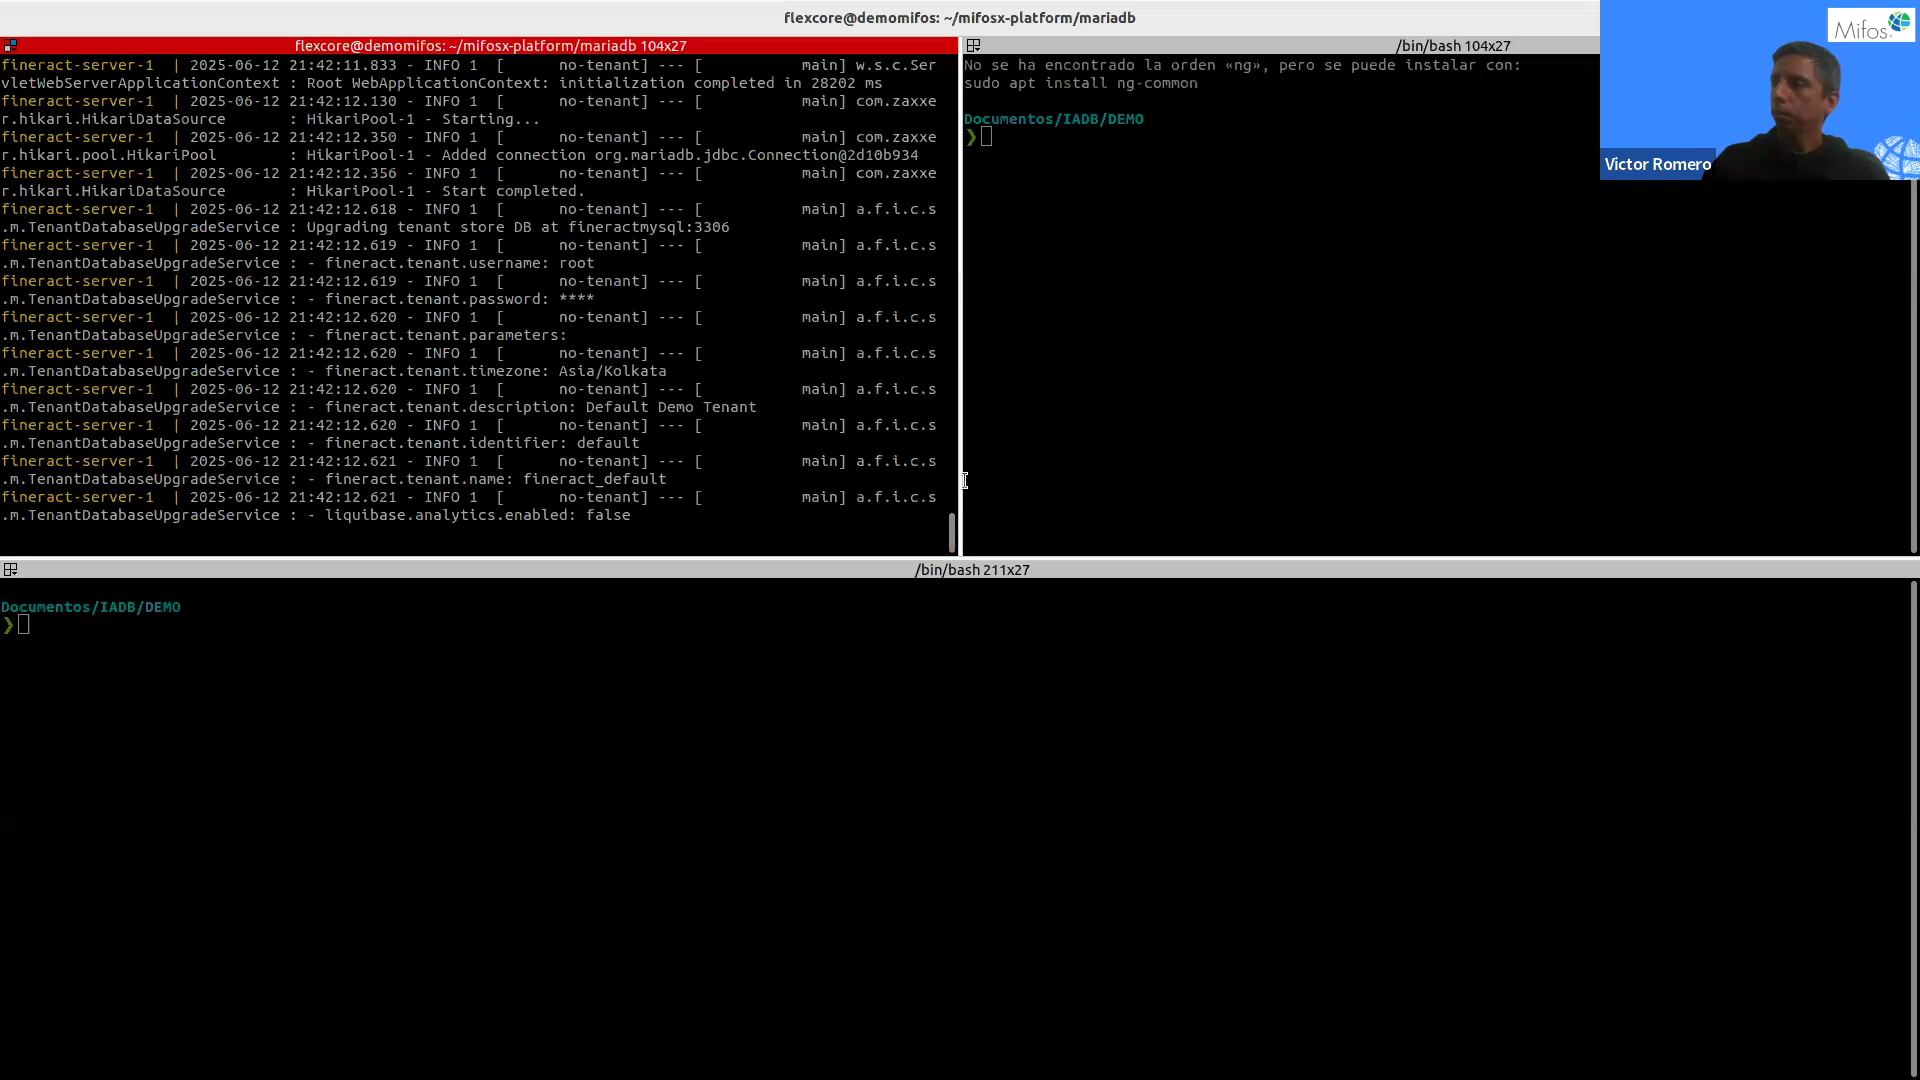 flexcore@demomifos: ~/mifosx-platform/mariadb
Mifos
flexcore@demomifos: ~/mifosx-platform/mariadb 104x27
fineract-server-1  | 2025-06-12 21:42:11.833 - INFO 1  [      no-tenant] --- [           main] w.s.c.Ser
vletWebServerApplicationContext : Root WebApplicationContext: initialization completed in 28202 ms
fineract-server-1  | 2025-06-12 21:42:12.130 - INFO 1  [      no-tenant] --- [           main] com.zaxxe
r.hikari.HikariDataSource       : HikariPool-1 - Starting...
fineract-server-1  | 2025-06-12 21:42:12.350 - INFO 1  [      no-tenant] --- [           main] com.zaxxe
r.hikari.pool.HikariPool        : HikariPool-1 - Added connection org.mariadb.jdbc.Connection@2d10b934
fineract-server-1  | 2025-06-12 21:42:12.356 - INFO 1  [      no-tenant] --- [           main] com.zaxxe
r.hikari.HikariDataSource       : HikariPool-1 - Start completed.
fineract-server-1  | 2025-06-12 21:42:12.618 - INFO 1  [      no-tenant] --- [           main] a.f.i.c.s
.m.TenantDatabaseUpgradeService : Upgrading tenant store DB at fineractmysql:3306
fineract-server-1  | 2025-06-12 21:42:12.619 - INFO 1  [      no-tenant] --- [           main] a.f.i.c.s
.m.TenantDatabaseUpgradeService : - fineract.tenant.username: root
fineract-server-1  | 2025-06-12 21:42:12.619 - INFO 1  [      no-tenant] --- [           main] a.f.i.c.s
.m.TenantDatabaseUpgradeService : - fineract.tenant.password: ****
fineract-server-1  | 2025-06-12 21:42:12.620 - INFO 1  [      no-tenant] --- [           main] a.f.i.c.s
.m.TenantDatabaseUpgradeService : - fineract.tenant.parameters:
fineract-server-1  | 2025-06-12 21:42:12.620 - INFO 1  [      no-tenant] --- [           main] a.f.i.c.s
.m.TenantDatabaseUpgradeService : - fineract.tenant.timezone: Asia/Kolkata
fineract-server-1  | 2025-06-12 21:42:12.620 - INFO 1  [      no-tenant] --- [           main] a.f.i.c.s
.m.TenantDatabaseUpgradeService : - fineract.tenant.description: Default Demo Tenant
fineract-server-1  | 2025-06-12 21:42:12.620 - INFO 1  [      no-tenant] --- [           main] a.f.i.c.s
.m.TenantDatabaseUpgradeService : - fineract.tenant.identifier: default
fineract-server-1  | 2025-06-12 21:42:12.621 - INFO 1  [      no-tenant] --- [           main] a.f.i.c.s
.m.TenantDatabaseUpgradeService : - fineract.tenant.name: fineract_default
fineract-server-1  | 2025-06-12 21:42:12.621 - INFO 1  [      no-tenant] --- [           main] a.f.i.c.s
.m.TenantDatabaseUpgradeService : - liquibase.analytics.enabled: false
/bin/bash 104x27
No se ha encontrado la orden «ng», pero se puede instalar con:
sudo apt install ng-common
Documentos/IADB/DEMO
❯
Victor Romero
/bin/bash 211x27
Documentos/IADB/DEMO
❯